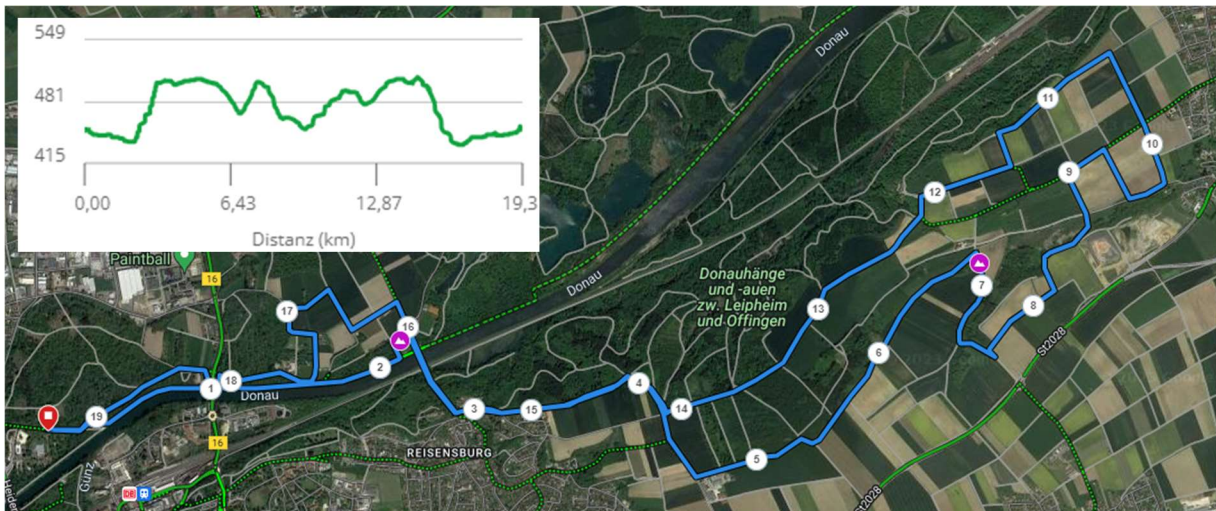 549
481
415
0,00
6,43
12,87
19,3
Distanz (km)
Paintball
16
Donau
Donau
Donau
Donauhänge
und -auen
zw. Leipheim
und Offingen
REISENSBURG
St2028
St2028
Günz
16
DB
1
2
3
4
5
6
7
8
9
10
11
12
13
14
15
16
17
18
19